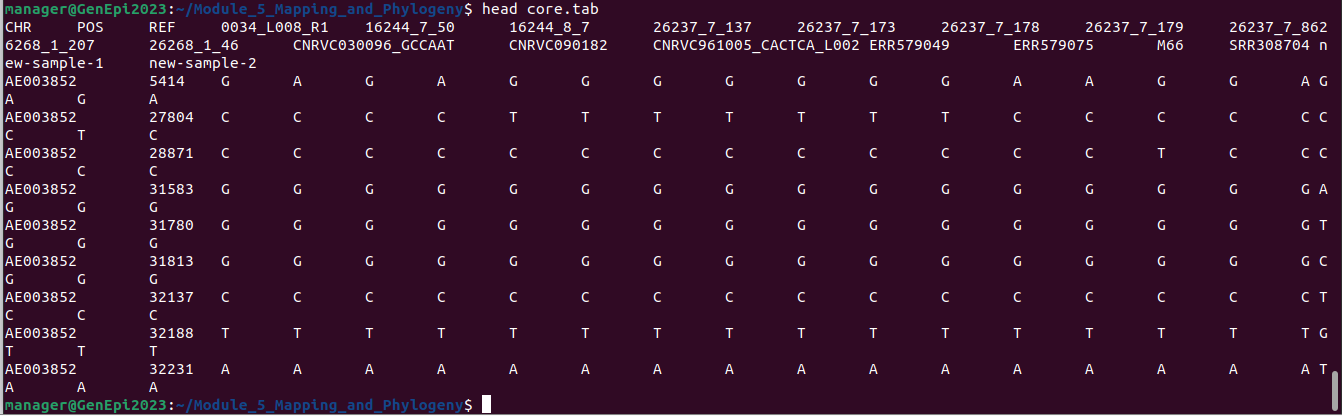 manager@GenEpi2023:~/Module_5_Mapping_and_Phylogeny$ head core.tab
CHR POS REF 0034_L008_R1 16244_7_50 16244_8_7 26237_7_137 26237_7_173 26237_7_178 26237_7_179 26237_7_862
6268_1_207 26268_1_46 CNRVC030096_GCCAAT CNRVC090182 CNRVC961005_CACTCA_L002 ERR579049 ERR579075 M66 SRR308704 n
ew-sample-1 new-sample-2
AE003852 5414 G A G A G G G G G G A A G G A G
A G A
AE003852 27804 C C C C T T T T T T T C C C C C C
C T C
AE003852 28871 C C C C C C C C C C C C C T C C C
C C C
AE003852 31583 G G G G G G G G G G G G G G G G A
G G G
AE003852 31780 G G G G G G G G G G G G G G G G T
G G G
AE003852 31813 G G G G G G G G G G G G G G G G C
G G G
AE003852 32137 C C C C C C C C C C C C C C C C T
C C C
AE003852 32188 T T T T T T T T T T T T T T T T G
T T T
AE003852 32231 A A A A A A A A A A A A A A A A T
A A A
manager@GenEpi2023:~/Module_5_Mapping_and_Phylogeny$